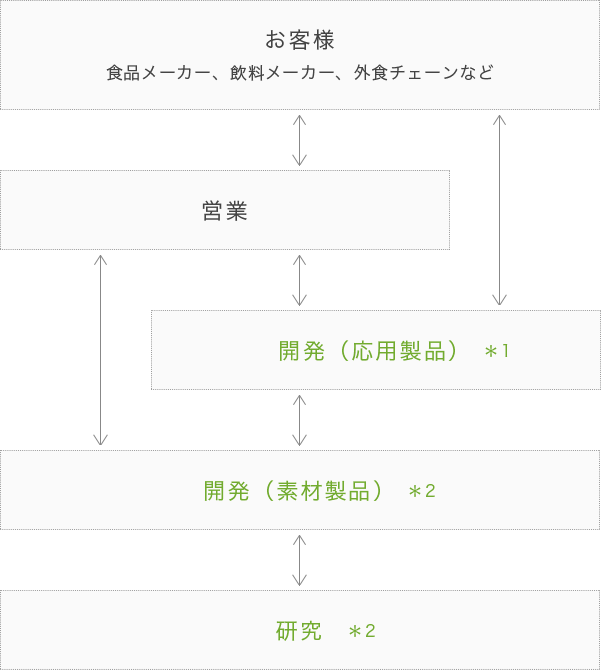 お客様
食品メーカー、飲料メーカー、外食チェーンなど
営業
開発（応用製品） ＊1
開発（素材製品） ＊2
研究 ＊2